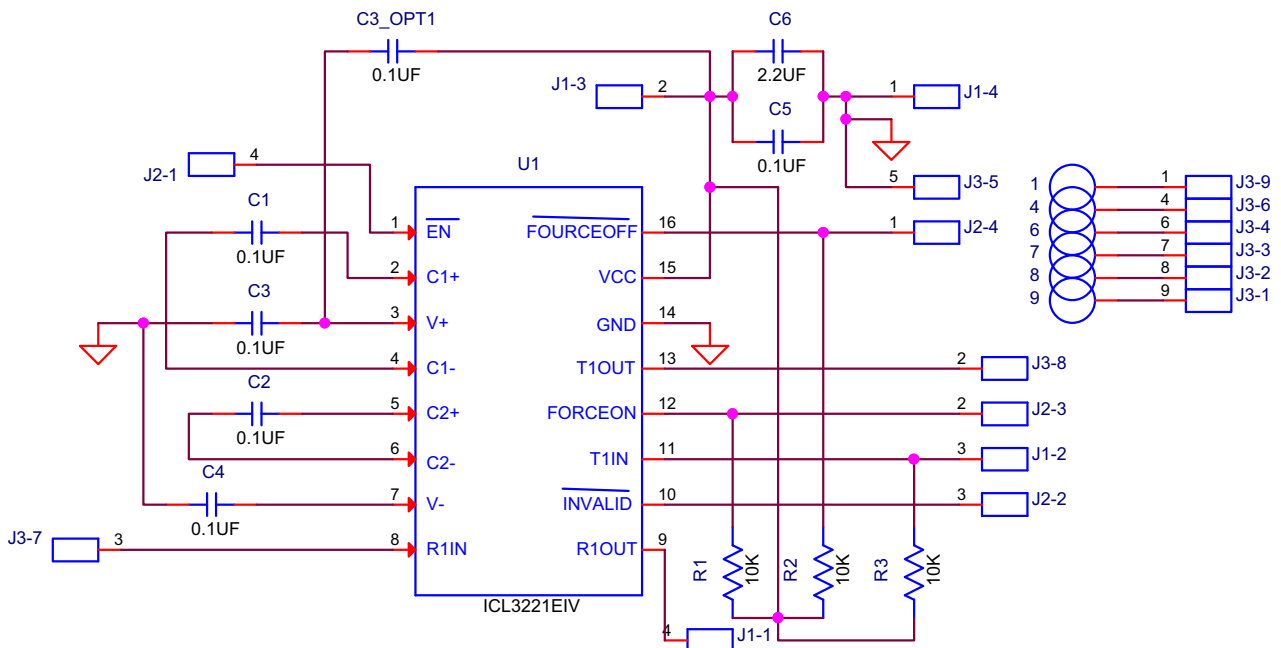 C3_OPT1
0.1UF
C6
2.2UF
C5
0.1UF
J1-3
2
1
J1-4
5
J3-5
1
J2-4
J2-1
4
U1
C1
0.1UF
C3
0.1UF
C2
0.1UF
C4
0.1UF
J3-7
3
1
EN
2
C1+
3
V+
4
C1-
5
C2+
6
C2-
7
V-
8
R1IN
FOURCEOFF
16
VCC
15
GND
14
T1OUT
13
FORCEON
12
T1IN
11
INVALID
10
R1OUT
9
ICL3221EIV
2
J3-8
2
J2-3
3
J1-2
3
J2-2
R1
10K
R2
10K
R3
10K
4
J1-1
1
1
J3-9
4
4
J3-6
6
6
J3-4
7
7
J3-3
8
8
J3-2
9
9
J3-1